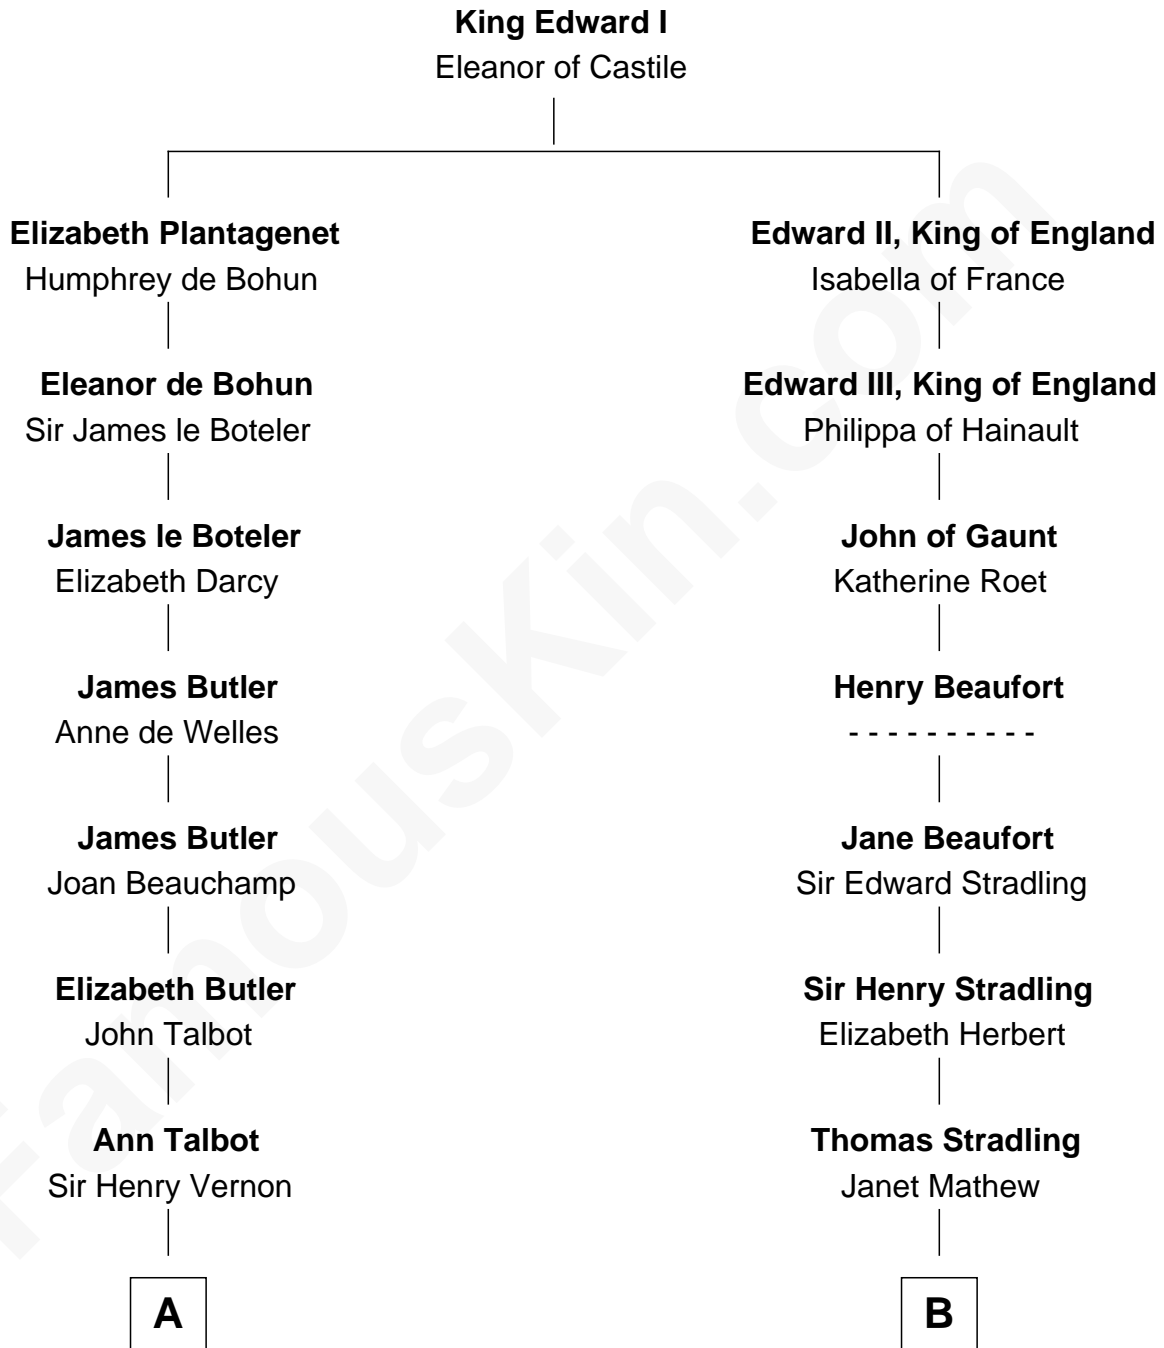 King Edward I
Eleanor of Castile
Elizabeth Plantagenet
Humphrey de Bohun
Edward II, King of England
Isabella of France
Eleanor de Bohun
Sir James le Boteler
Edward III, King of England
Philippa of Hainault
James le Boteler
Elizabeth Darcy
John of Gaunt
Katherine Roet
James Butler
Anne de Welles
Henry Beaufort
- - - - - - - - - -
James Butler
Joan Beauchamp
Jane Beaufort
Sir Edward Stradling
Elizabeth Butler
John Talbot
Sir Henry Stradling
Elizabeth Herbert
Ann Talbot
Sir Henry Vernon
Thomas Stradling
Janet Mathew
A
B
FamousKin.com